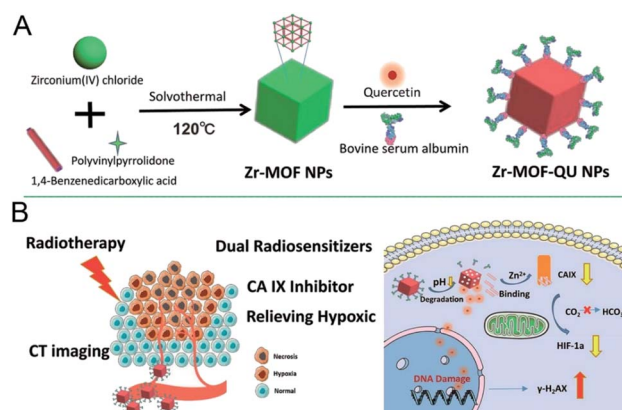 A
Zirconium(IV) chloride
+
Polyvinylpyrrolidone
1,4-Benzenedicarboxylic acid
Solvothermal
120℃
Zr-MOF NPs
Quercetin
Bovine serum albumin
Zr-MOF-QU NPs
B
Radiotherapy
CT imaging
Dual Radiosensitizers
CA IX Inhibitor
Relieving Hypoxic
Necrosis
Hypoxia
Normal
pH
Degradation
Zn²⁺
Binding
CAIX
CO₂
HCO₃
HIF-1a
DNA Damage
γ-H₂AX